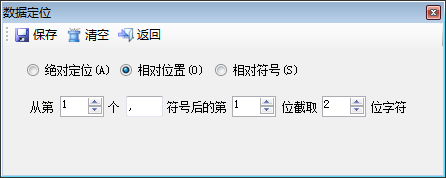 数据定位
保存 清空 返回
绝对定位(A) 相对位置(O) 相对符号(S)
从第 1 个 , 符号后的第 1 位截取 2 位字符